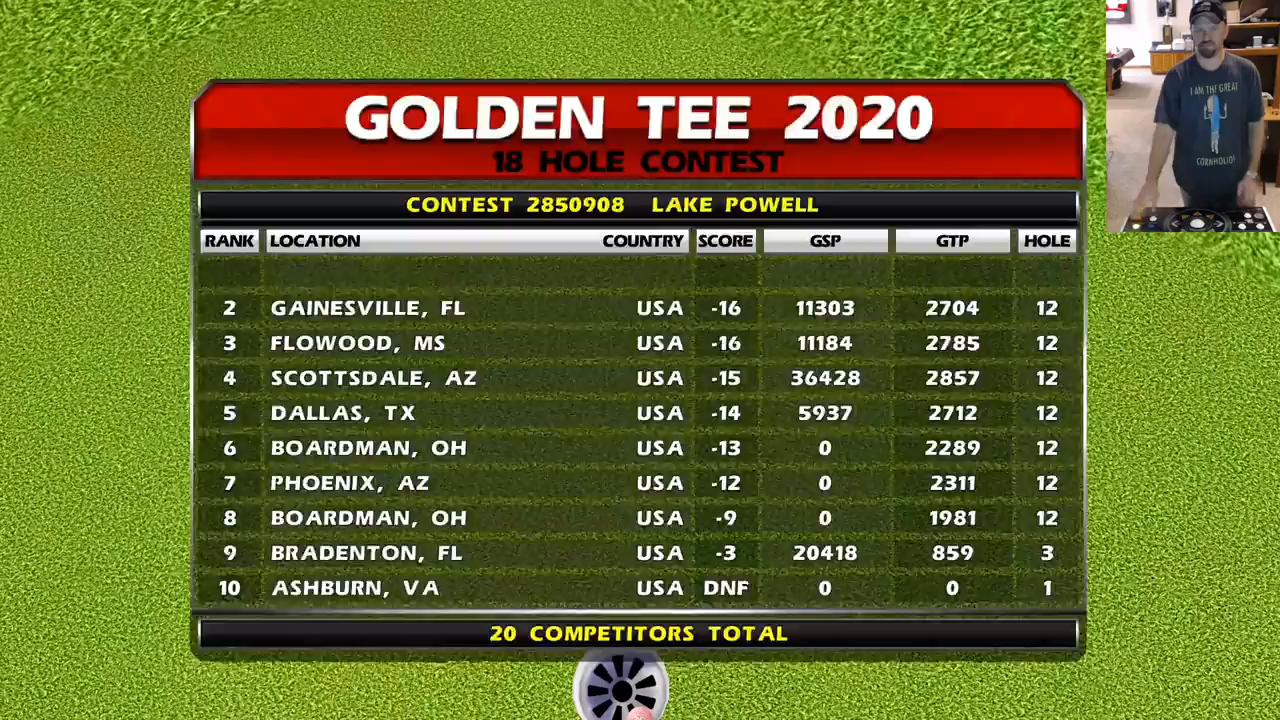 GOLDEN TEE 2020
18 HOLE CONTEST
CONTEST 2850908 LAKE POWELL
RANK LOCATION COUNTRY SCORE GSP GTP HOLE
2 GAINESVILLE, FL USA -16 11303 2704 12
3 FLOWOOD, MS USA -16 11184 2785 12
4 SCOTTSDALE, AZ USA -15 36428 2857 12
5 DALLAS, TX USA -14 5937 2712 12
6 BOARDMAN, OH USA -13 0 2289 12
7 PHOENIX, AZ USA -12 0 2311 12
8 BOARDMAN, OH USA -9 0 1981 12
9 BRADENTON, FL USA -3 20418 859 3
10 ASHBURN, VA USA DNF 0 0 1
20 COMPETITORS TOTAL
I AM THE GREAT
CORNHOLIO!